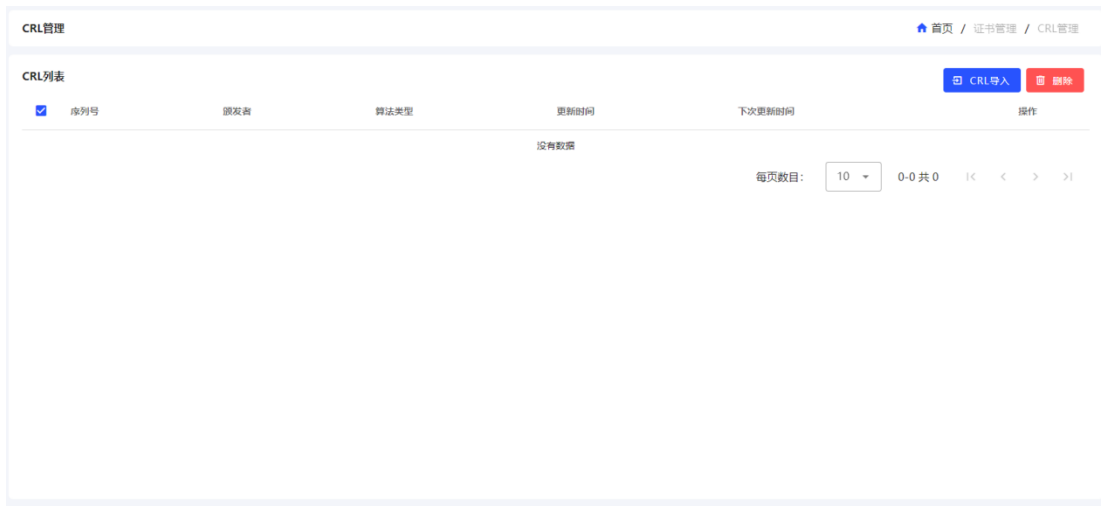 CRL管理
首页 / 证书管理 / CRL管理
CRL列表
CRL导入 删除
序列号 颁发者 算法类型 更新时间 下次更新时间 操作
没有数据
每页数目： 10 0-0 共 0